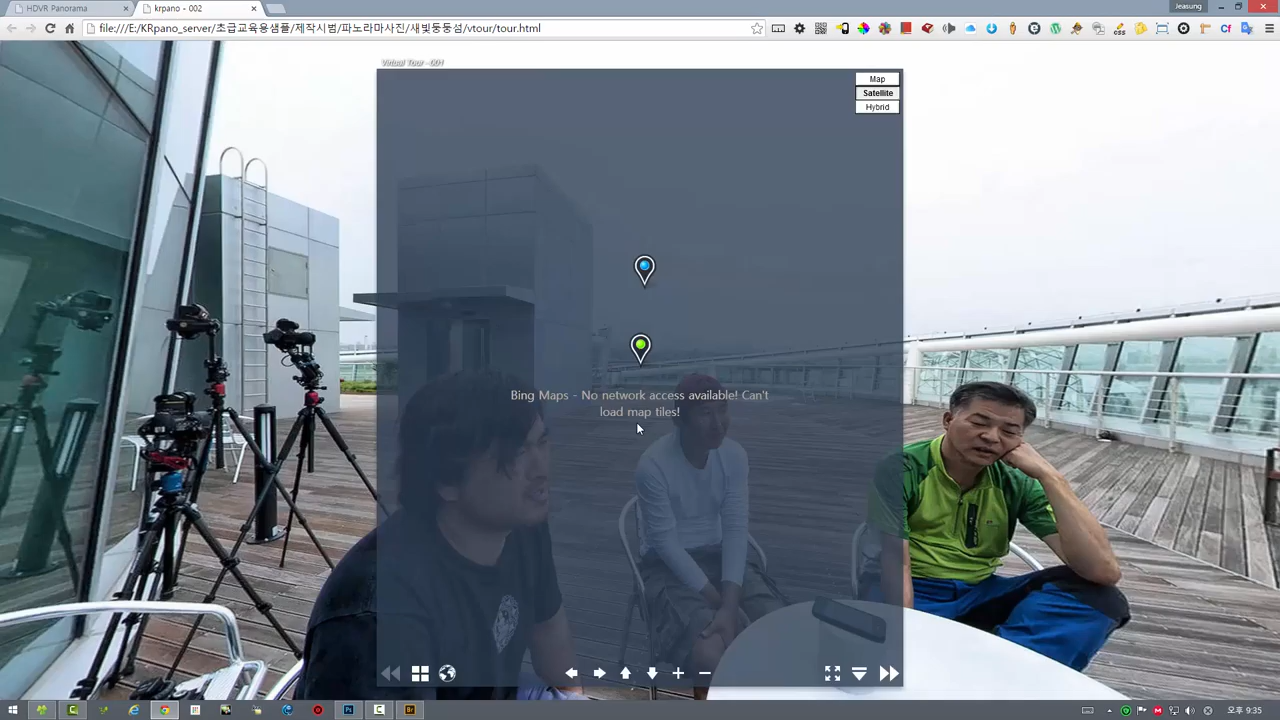 HDVR Panorama
krpano - 002
Jeasung
file:///E:/KRpano_server/초급교육용샘플/제작시범/파노라마사진/새빛둥둥섬/vtour/tour.html
Virtual Tour - 001
Map
Satellite
Hybrid
Bing Maps - No network access available! Can't
load map tiles!
오후 9:35